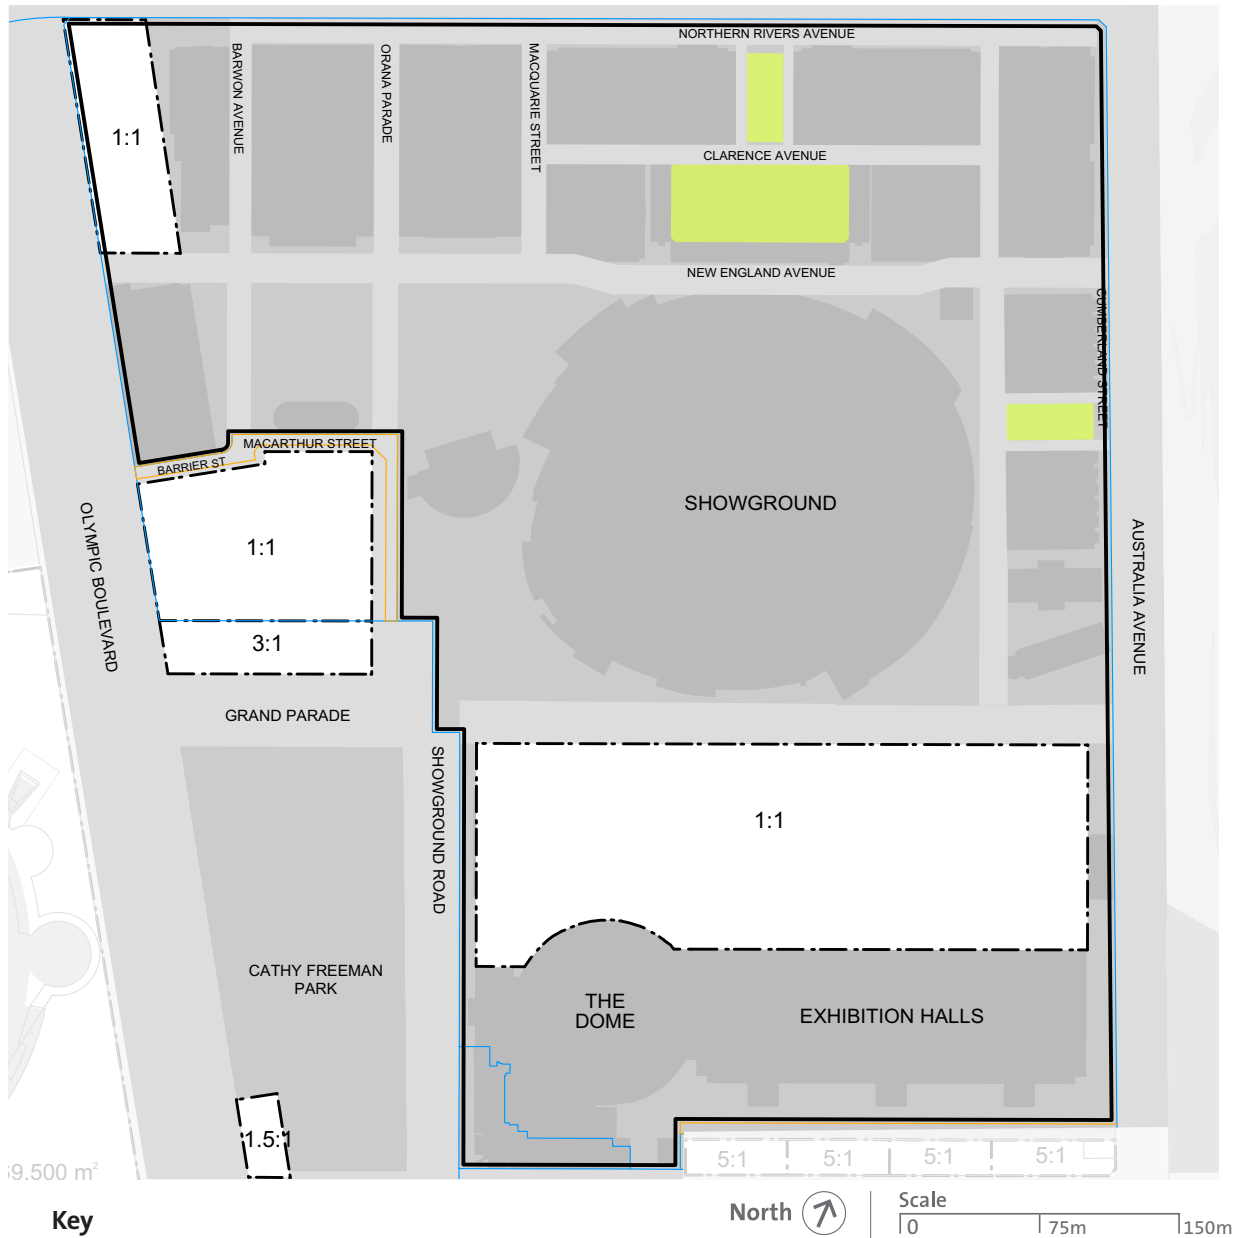 NORTHERN RIVERS AVENUE
BARWON AVENUE
ORANA PARADE
MACQUARIE STREET
1:1
CLARENCE AVENUE
NEW ENGLAND AVENUE
CUMBERLAND STREET
MACARTHUR STREET
BARRIER ST
SHOWGROUND
OLYMPIC BOULEVARD
1:1
AUSTRALIA AVENUE
3:1
GRAND PARADE
SHOWGROUND ROAD
1:1
CATHY FREEMAN
PARK
THE
DOME
EXHIBITION HALLS
1.5:1
9.500 m²
5:1
5:1
5:1
5:1
Key
North
Scale
0
75m
150m